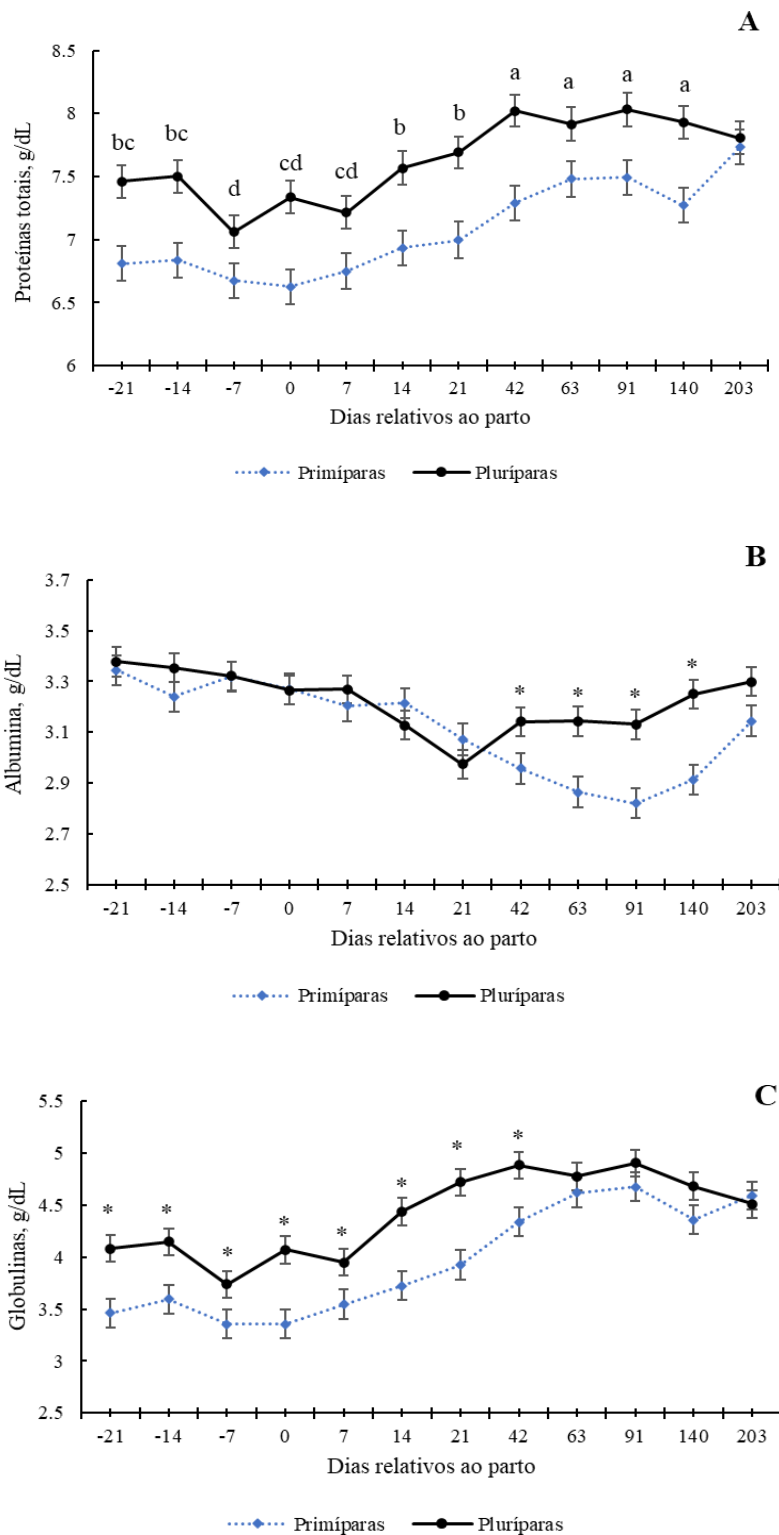 A
8.5
8
7.5
7
6.5
6
Proteínas totais, g/dL
bc bc d cd cd b b a a a a
-21 -14 -7 0 7 14 21 42 63 91 140 203
Dias relativos ao parto
Primíparas Pluríparas
B
3.7
3.5
3.3
3.1
2.9
2.7
2.5
Albumina, g/dL
* * * *
-21 -14 -7 0 7 14 21 42 63 91 140 203
Dias relativos ao parto
Primíparas Pluríparas
C
5.5
5
4.5
4
3.5
3
2.5
Globulinas, g/dL
* * * * * * * *
-21 -14 -7 0 7 14 21 42 63 91 140 203
Dias relativos ao parto
Primíparas Pluríparas